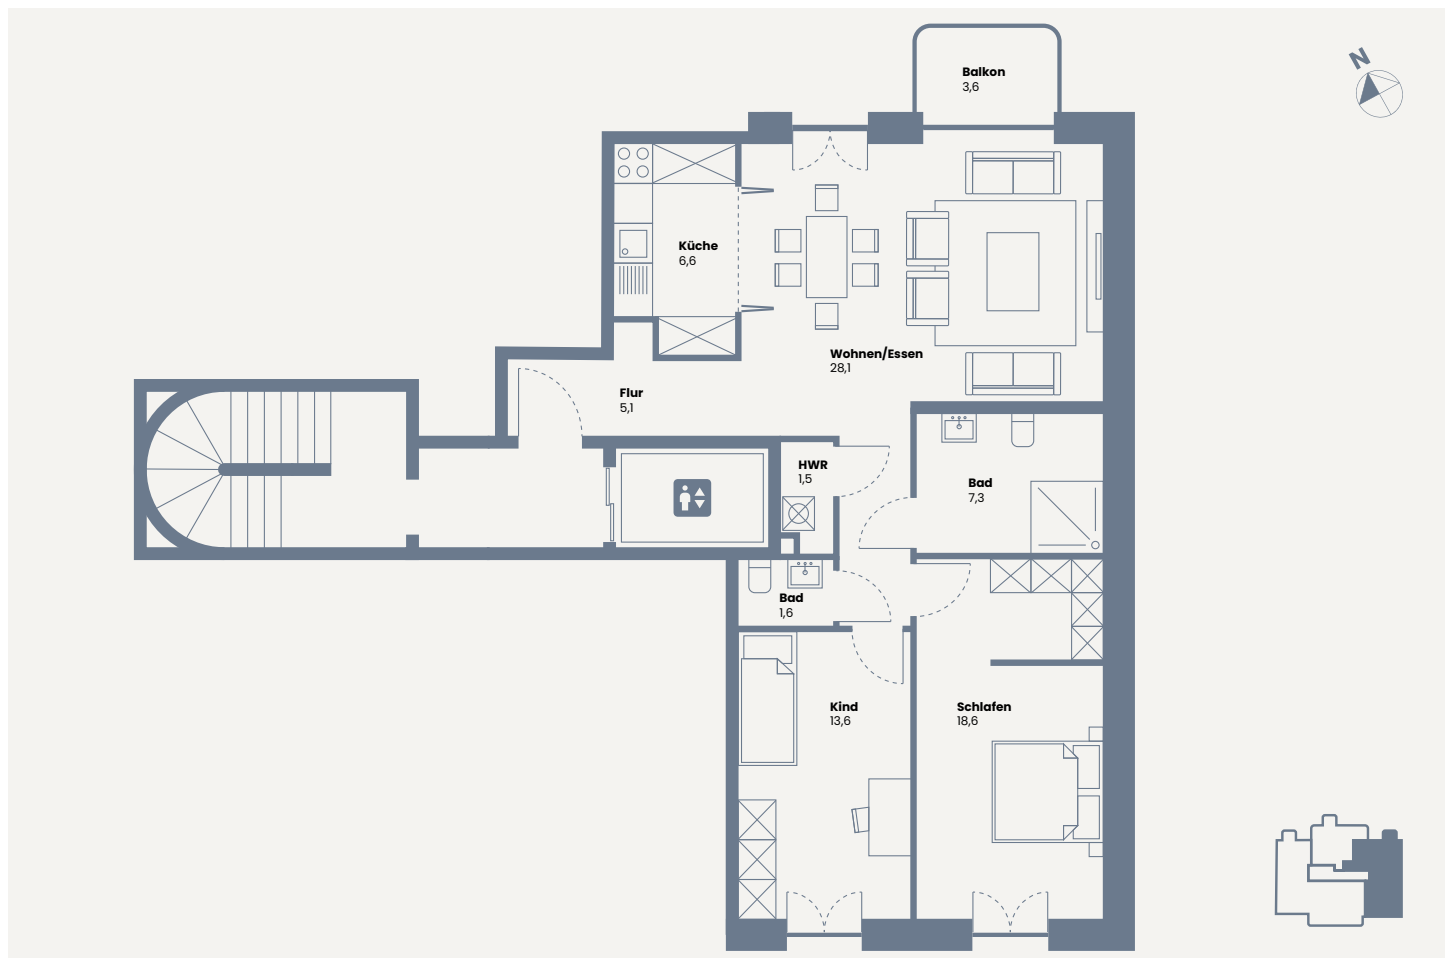 N
Balkon
3,6
Küche
6,6
Wohnen/Essen
28,1
Flur
5,1
HWR
1,5
Bad
7,3
Bad
1,6
Kind
13,6
Schlafen
18,6